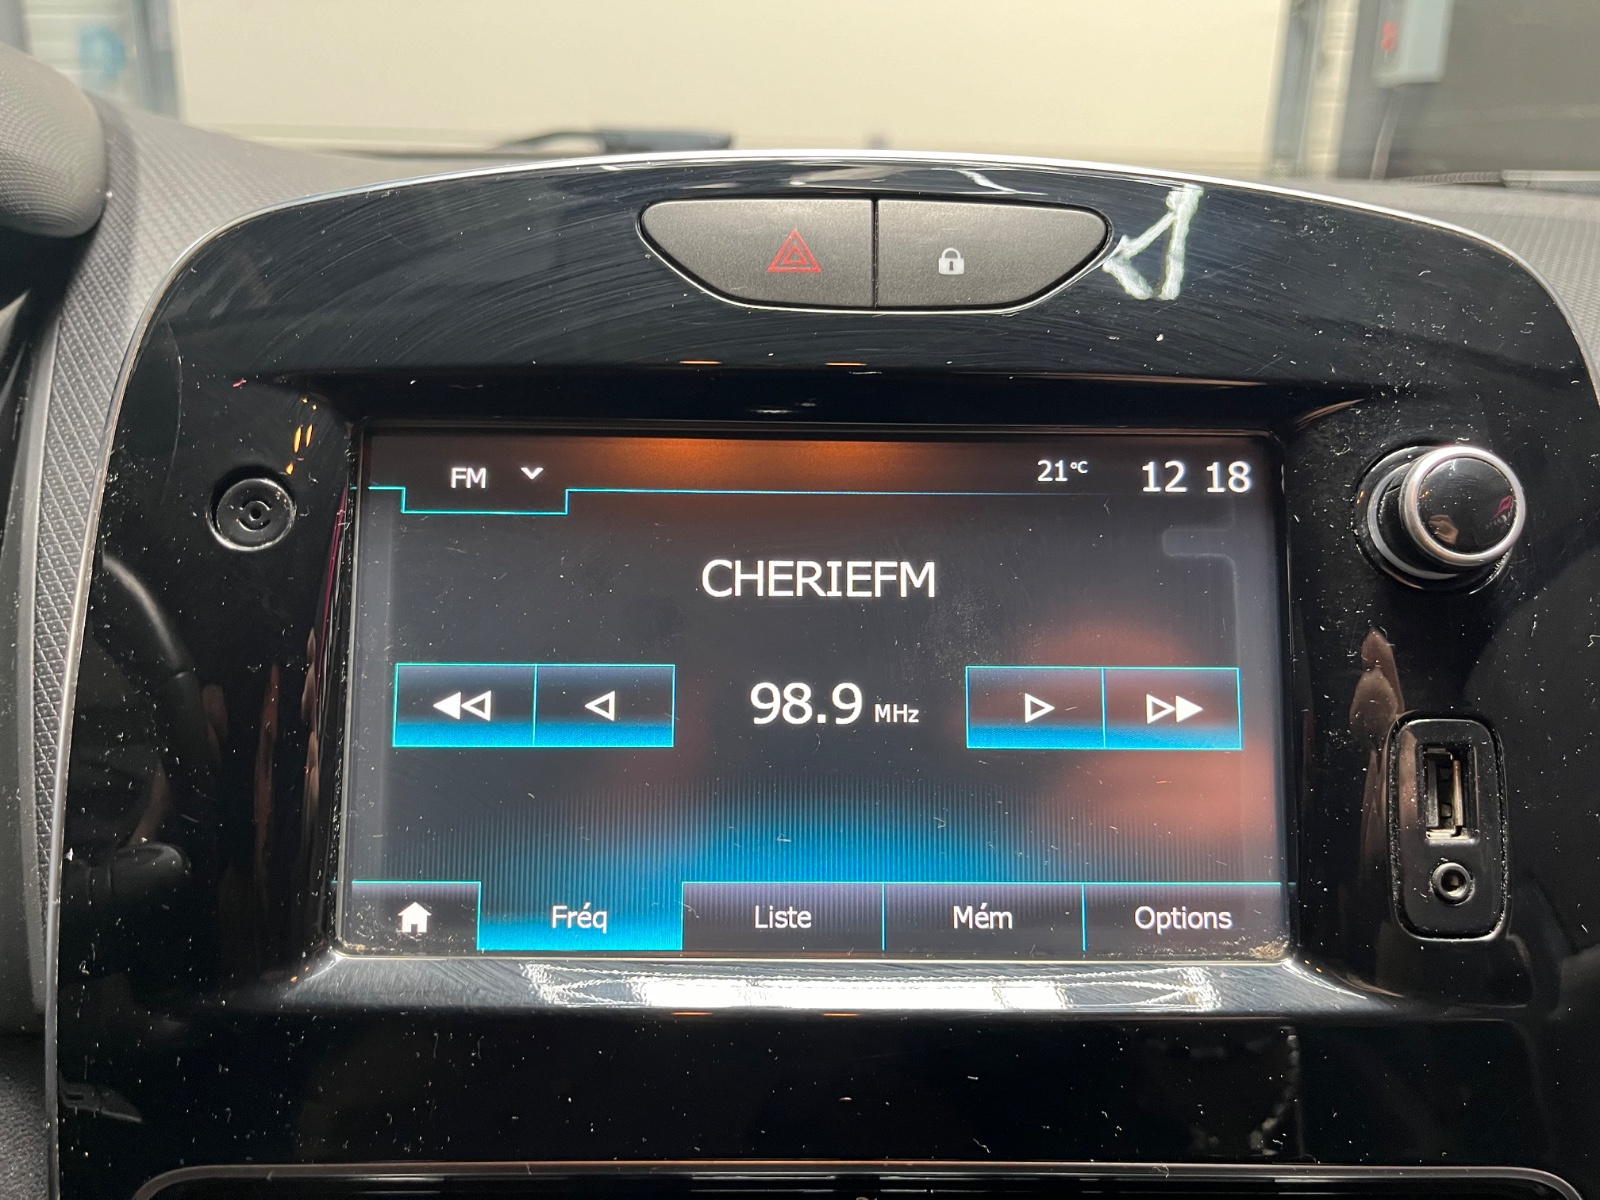 FM 21°C 12 18
CHERIEFM
98.9 MHz
Fréq Liste Mém Options